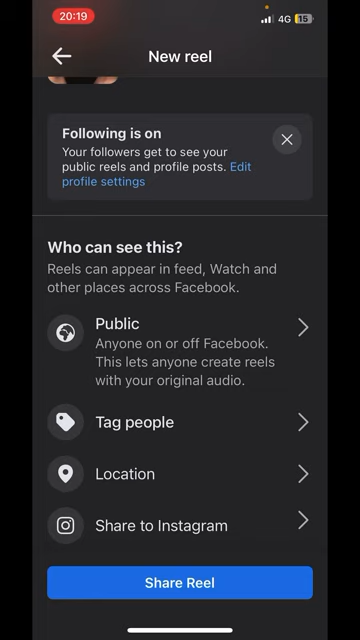 20:19
4G
15
New reel
Following is on
Your followers get to see your
public reels and profile posts. Edit
profile settings
Who can see this?
Reels can appear in feed, Watch and
other places across Facebook.
Public
Anyone on or off Facebook.
This lets anyone create reels
with your original audio.
Tag people
Location
Share to Instagram
Share Reel